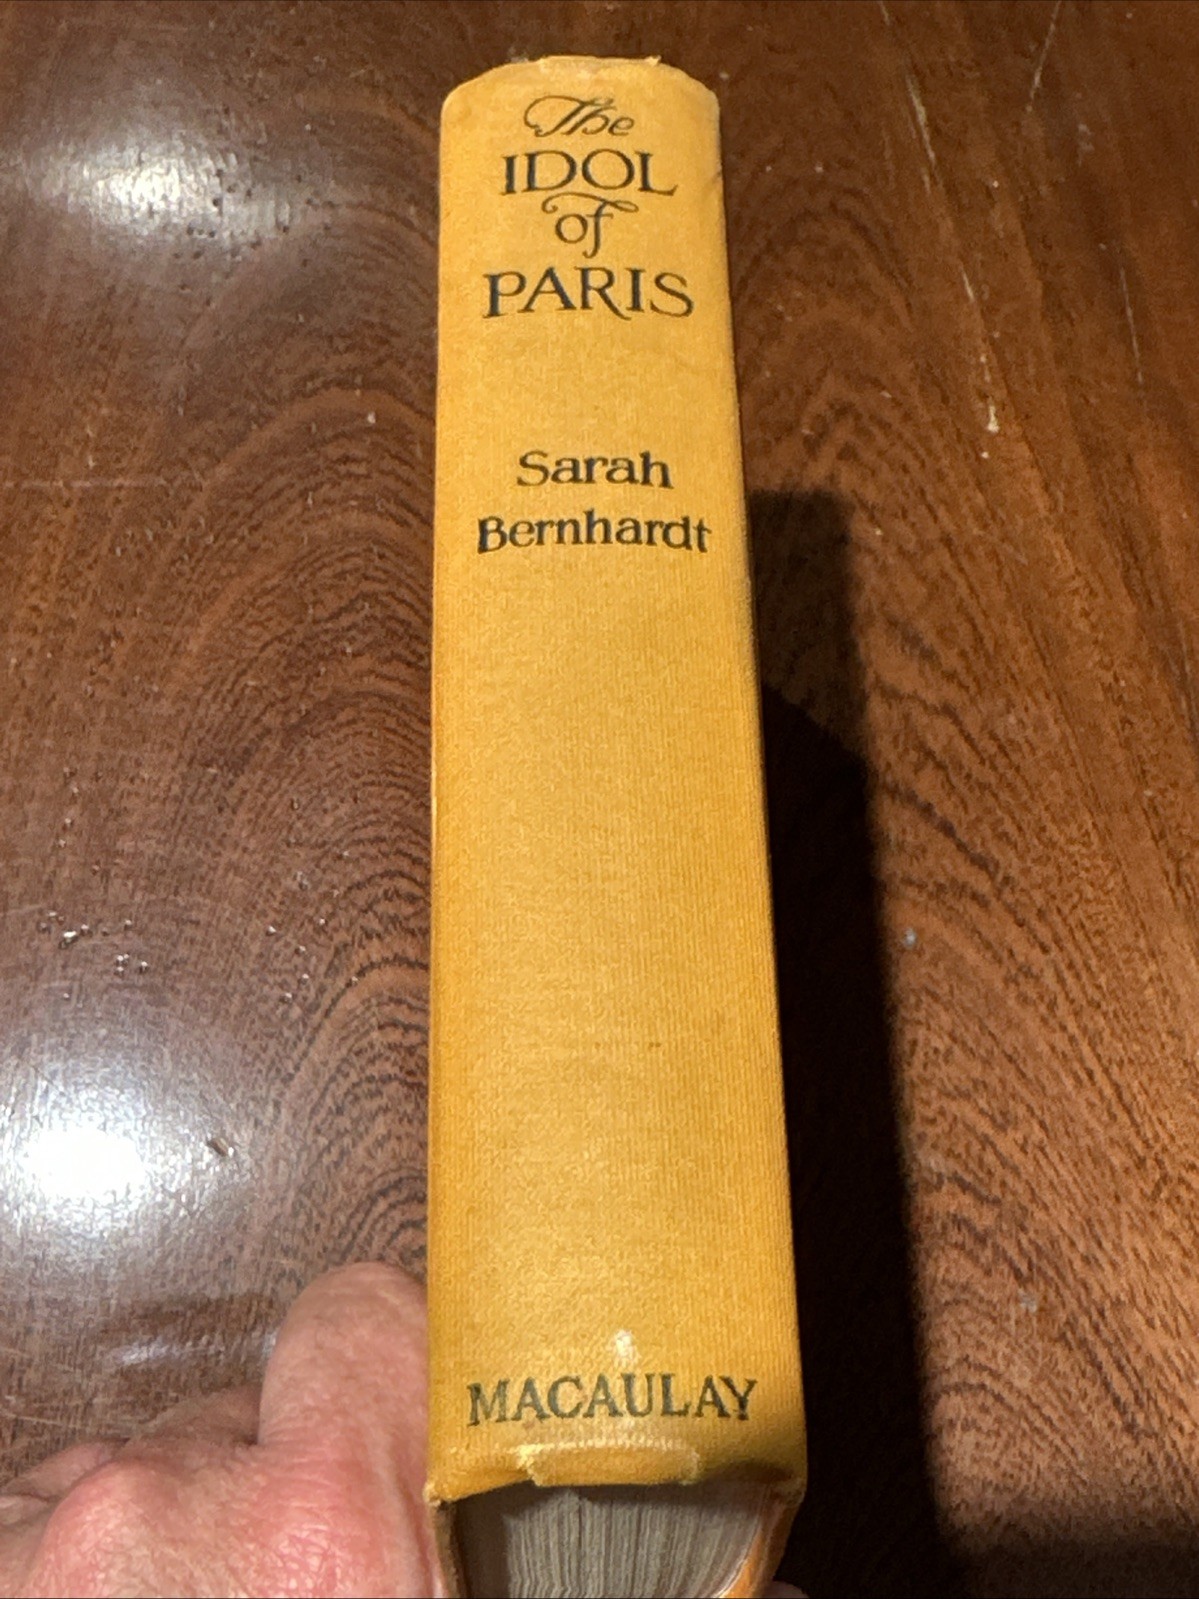 The
IDOL
of
PARIS
Sarah
Bernhardt
MACAULAY